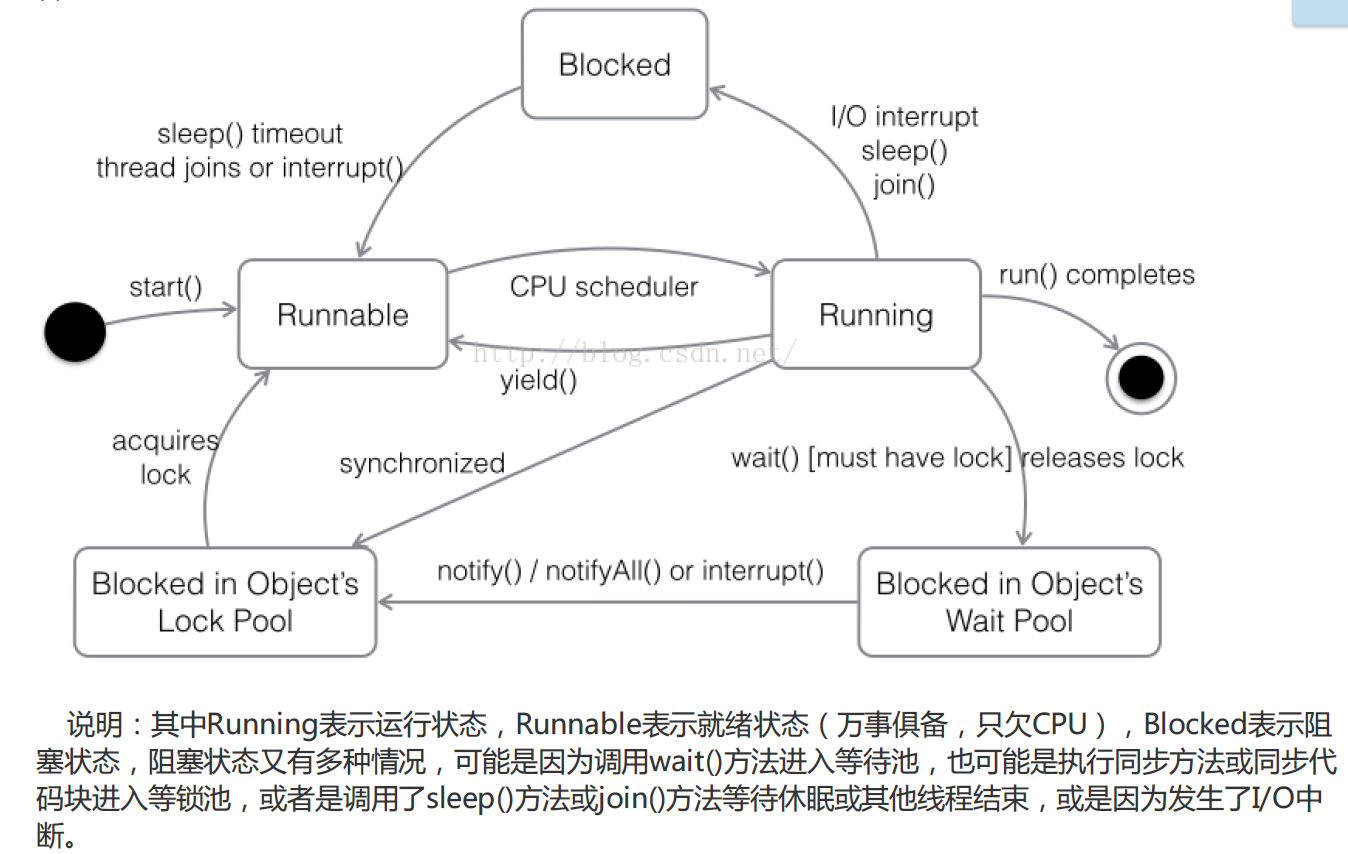 Blocked
I/O interrupt
sleep()
join()
sleep() timeout
thread joins or interrupt()
start()
Runnable
CPU scheduler
Running
run() completes
http://blog.csdn.net/
yield()
acquires
lock
synchronized
wait() [must have lock] releases lock
Blocked in Object's
Lock Pool
notify() / notifyAll() or interrupt()
Blocked in Object's
Wait Pool
说明：其中Running表示运行状态，Runnable表示就绪状态（万事俱备，只欠CPU），Blocked表示阻
塞状态，阻塞状态又有多种情况，可能是因为调用wait()方法进入等待池，也可能是执行同步方法或同步代
码块进入等锁池，或者是调用了sleep()方法或join()方法等待休眠或其他线程结束，或是因为发生了I/O中
断。